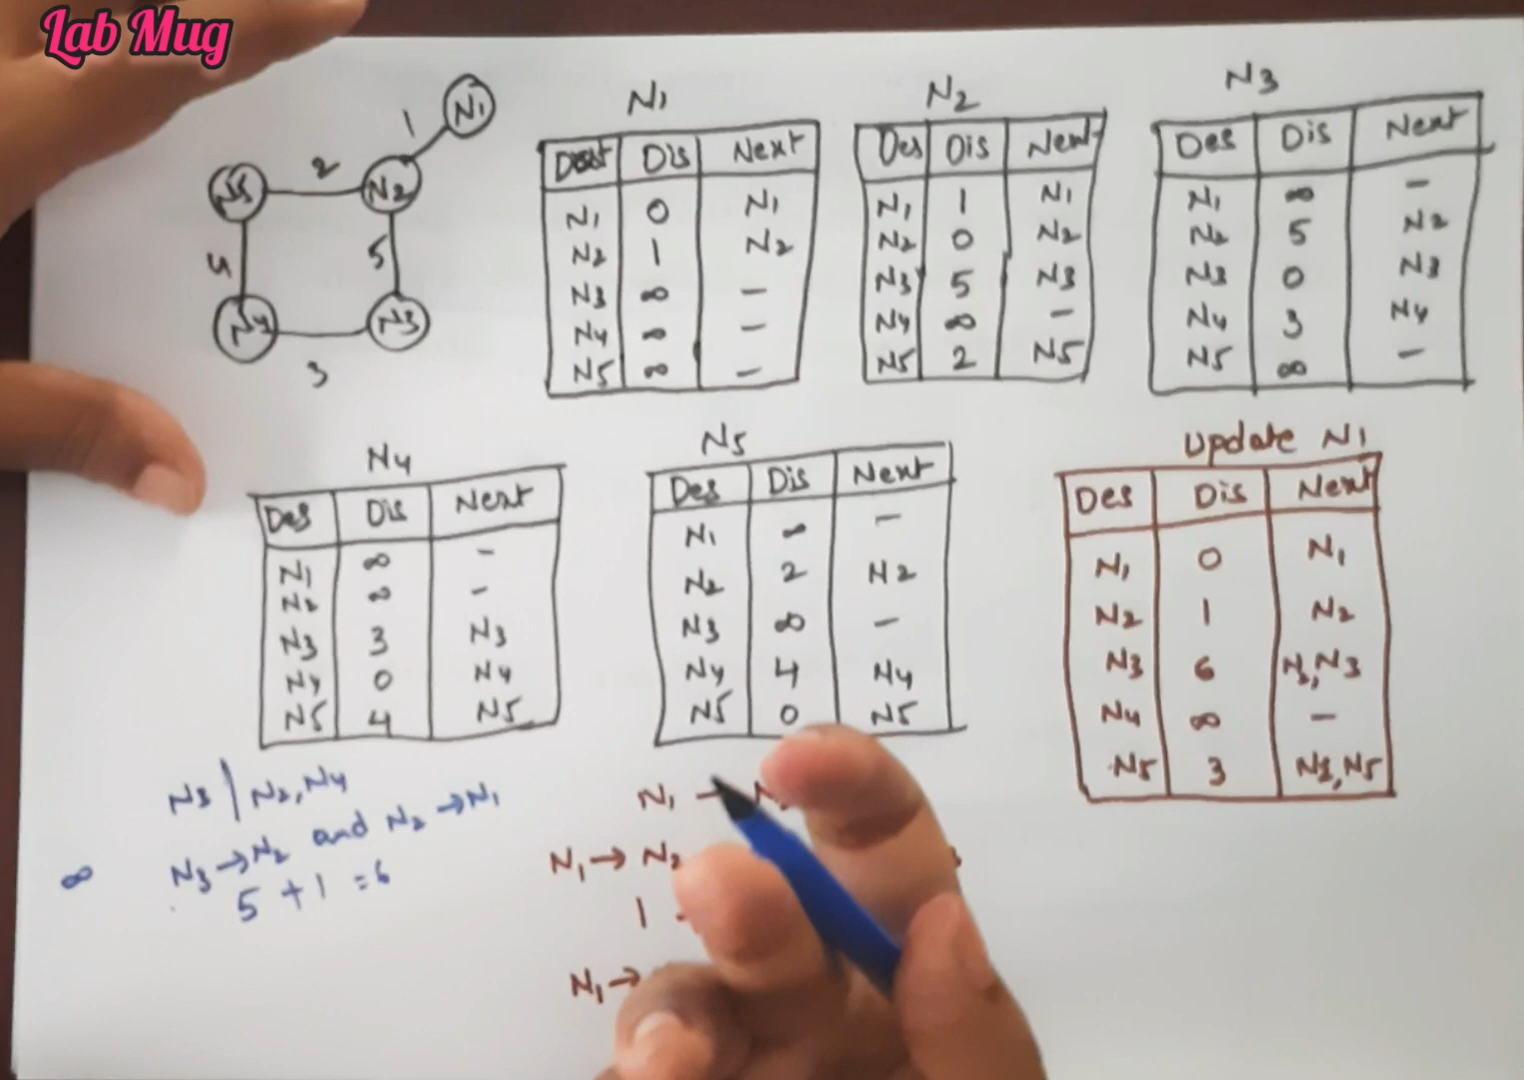 Lab Mug
N1
1
N5
2
N2
4
5
N4
N3
3
N1
Dest Dis Next
N1 0 N1
N2 1 N2
N3 ∞ -
N4 ∞ -
N5 ∞ -
N2
Des Dis Next
N1 1 N1
N2 0 N2
N3 5 N3
N4 ∞ -
N5 2 N5
N3
Des Dis Next
N1 ∞ -
N2 5 N2
N3 0 N3
N4 3 N4
N5 ∞ -
N4
Des Dis Next
N1 ∞ -
N2 ∞ -
N3 3 N3
N4 0 N4
N5 4 N5
N5
Des Dis Next
N1 ∞ -
N2 2 N2
N3 ∞ -
N4 4 N4
N5 0 N5
Update N1
Des Dis Next
N1 0 N1
N2 1 N2
N3 6 N2,N3
N4 ∞ -
N5 3 N2,N5
N3 | N2,N4
N3 → N2 and N2 → N1
∞
5 + 1 = 6
N1 →
N1 → N2
1
N1 →